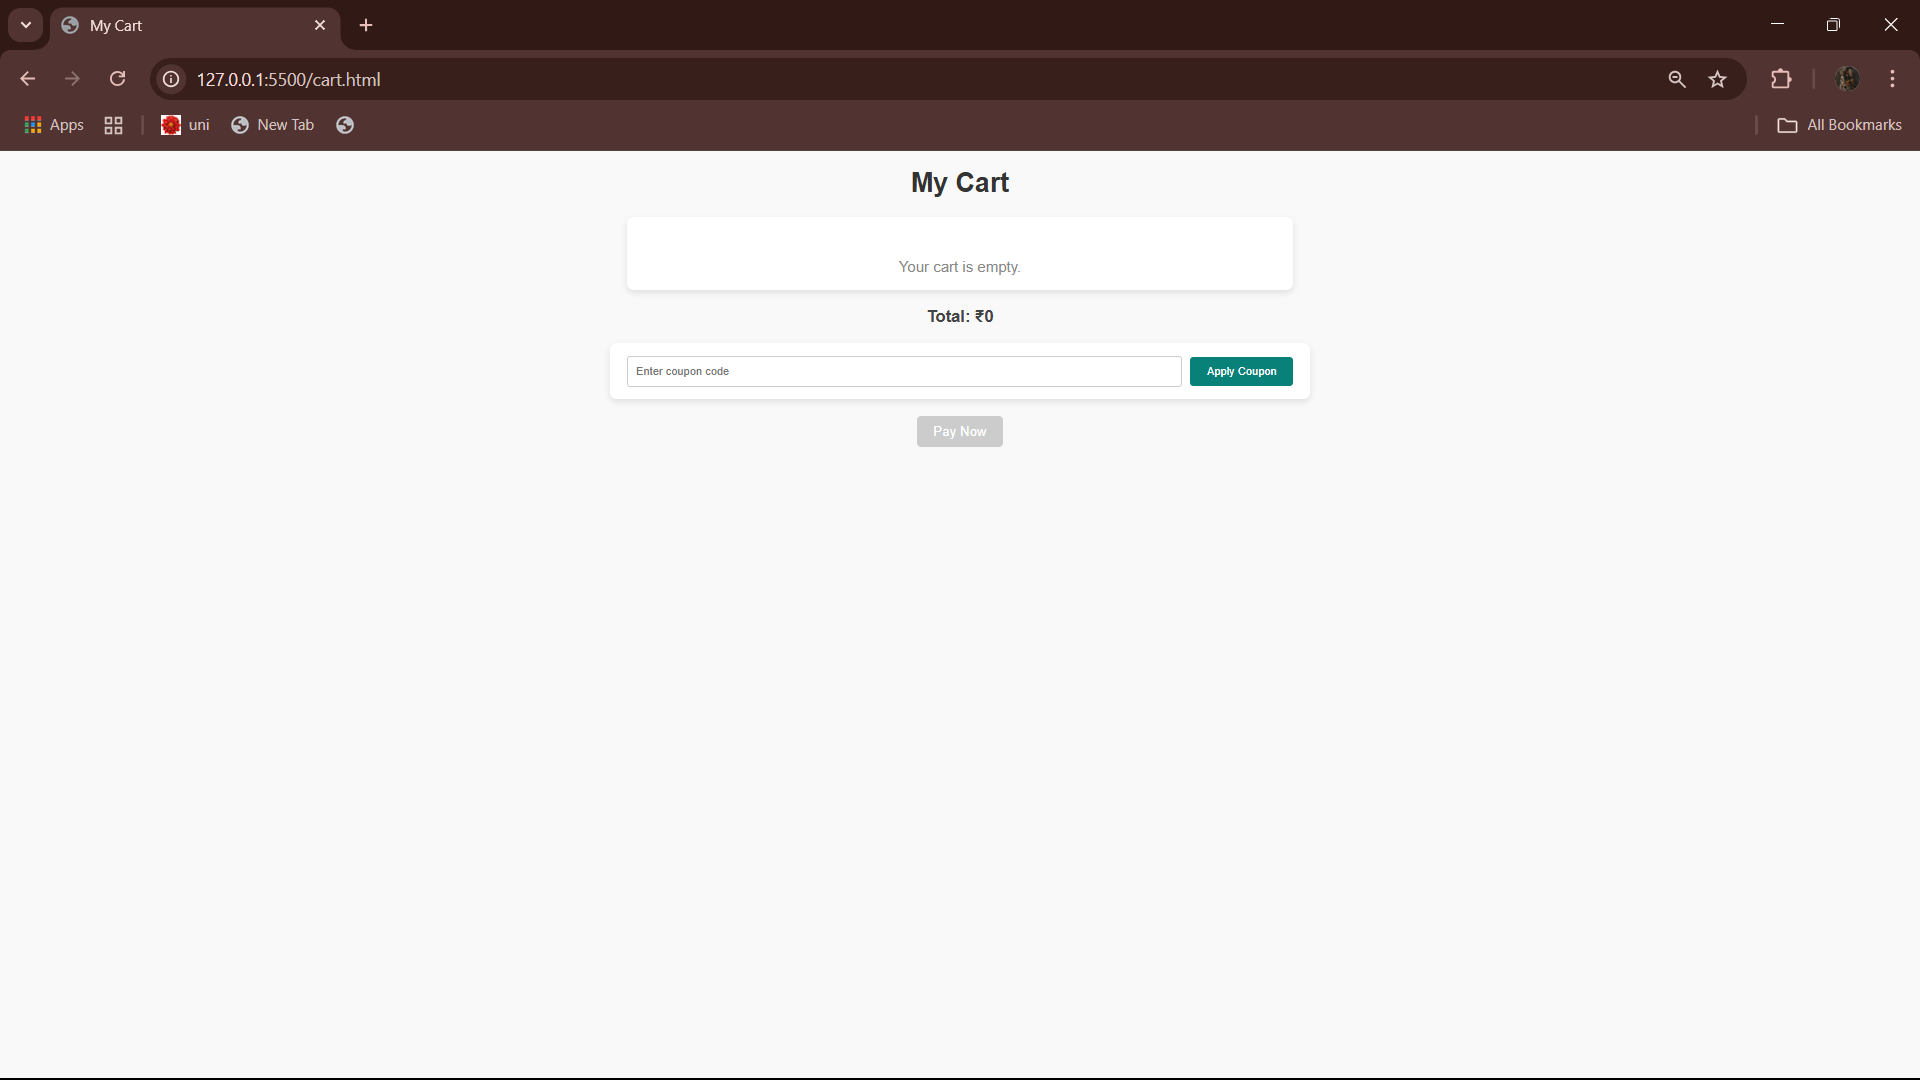 My Cart
127.0.0.1:5500/cart.html
Apps
uni
New Tab
All Bookmarks
My Cart
Your cart is empty.
Total: ₹0
Enter coupon code
Apply Coupon
Pay Now